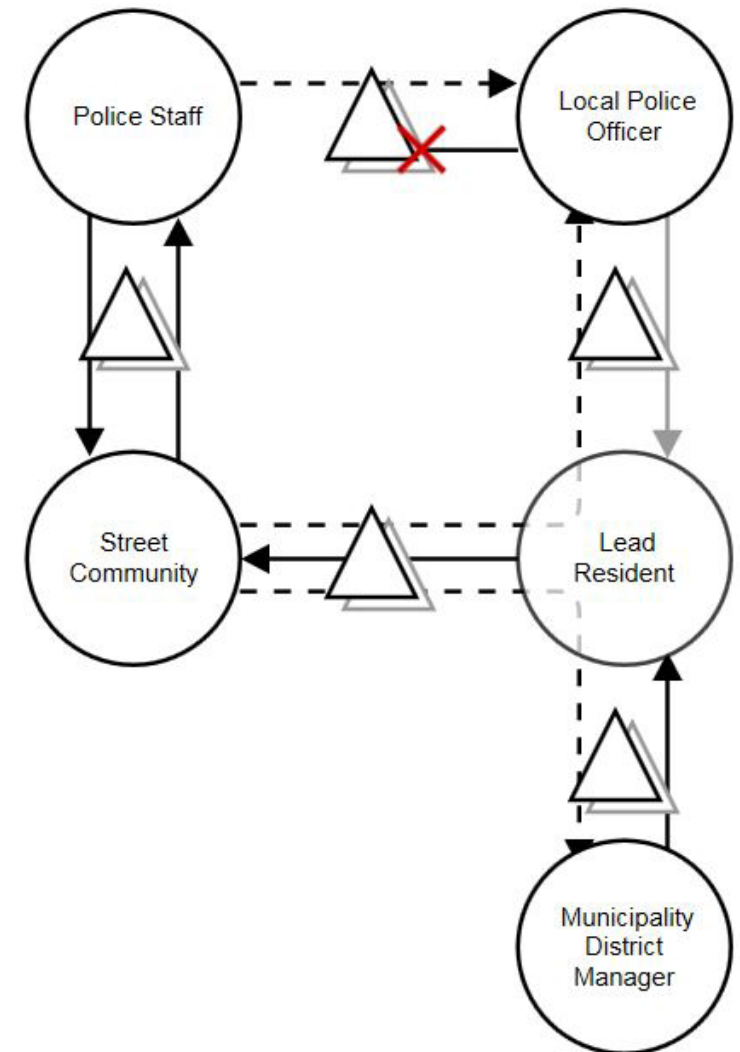 Police Staff
Local Police
Officer
Street
Community
Lead
Resident
Municipality
District
Manager